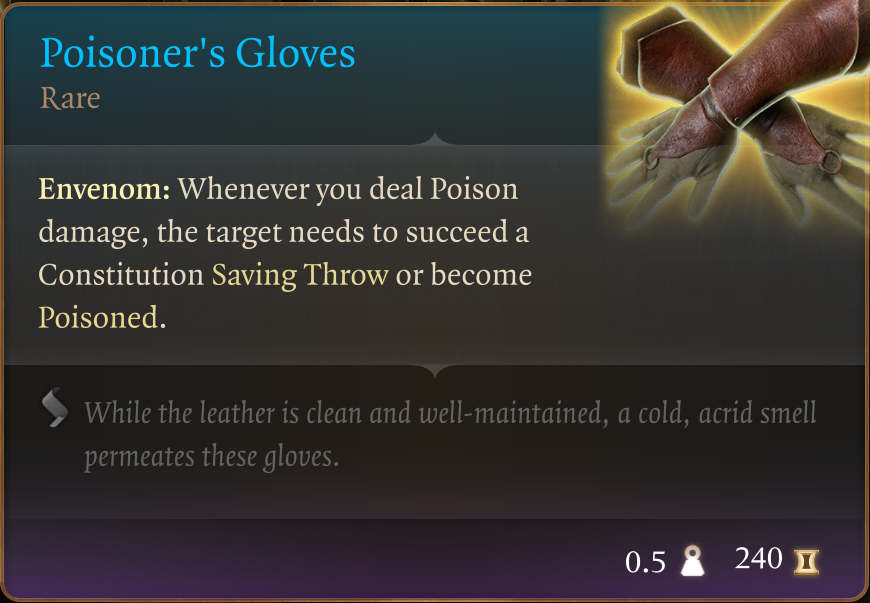 Poisoner's Gloves
Rare
Envenom: Whenever you deal Poison
damage, the target needs to succeed a
Constitution Saving Throw or become
Poisoned.
While the leather is clean and well-maintained, a cold, acrid smell
permeates these gloves.
0.5 240